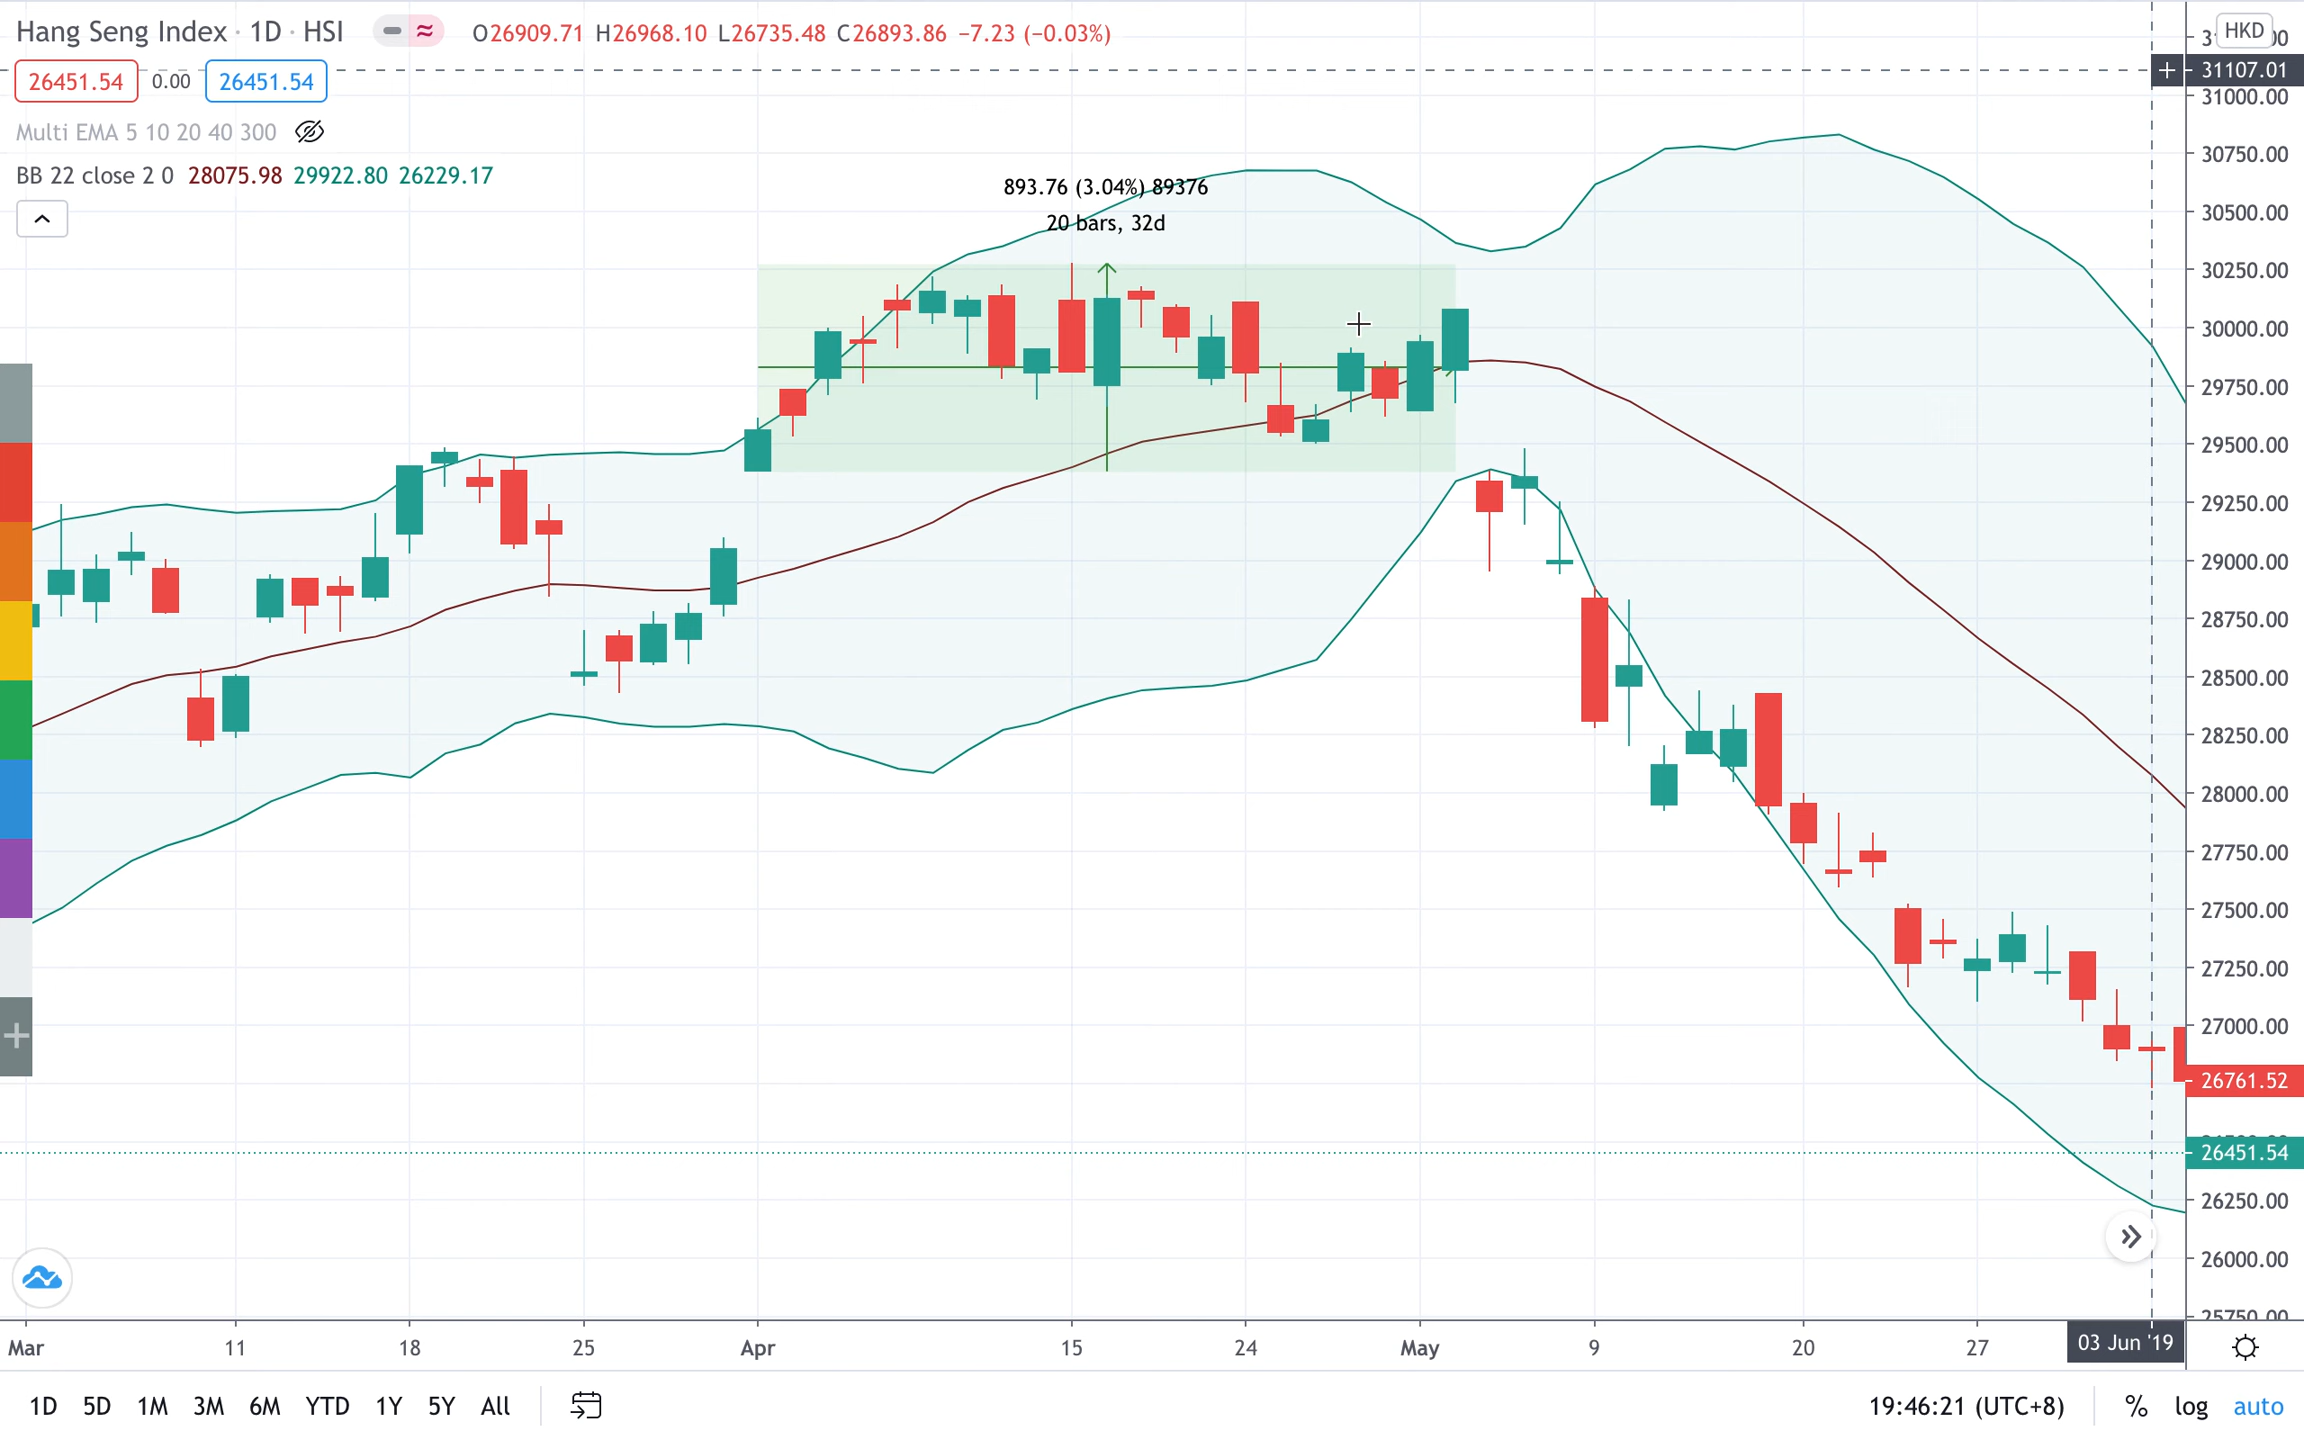 Hang Seng Index · 1D · HSI O26909.71 H26968.10 L26735.48 C26893.86 −7.23 (−0.03%)
HKD
26451.54 0.00 26451.54
31107.01
Multi EMA 5 10 20 40 300
BB 22 close 2 0 28075.98 29922.80 26229.17
893.76 (3.04%) 89376
20 bars, 32d
31000.00
30750.00
30500.00
30250.00
30000.00
29750.00
29500.00
29250.00
29000.00
28750.00
28500.00
28250.00
28000.00
27750.00
27500.00
27250.00
27000.00
26761.52
26451.54
26250.00
26000.00
25750.00
Mar 11 18 25 Apr 15 24 May 9 20 27 03 Jun '19
1D 5D 1M 3M 6M YTD 1Y 5Y All 19:46:21 (UTC+8) % log auto